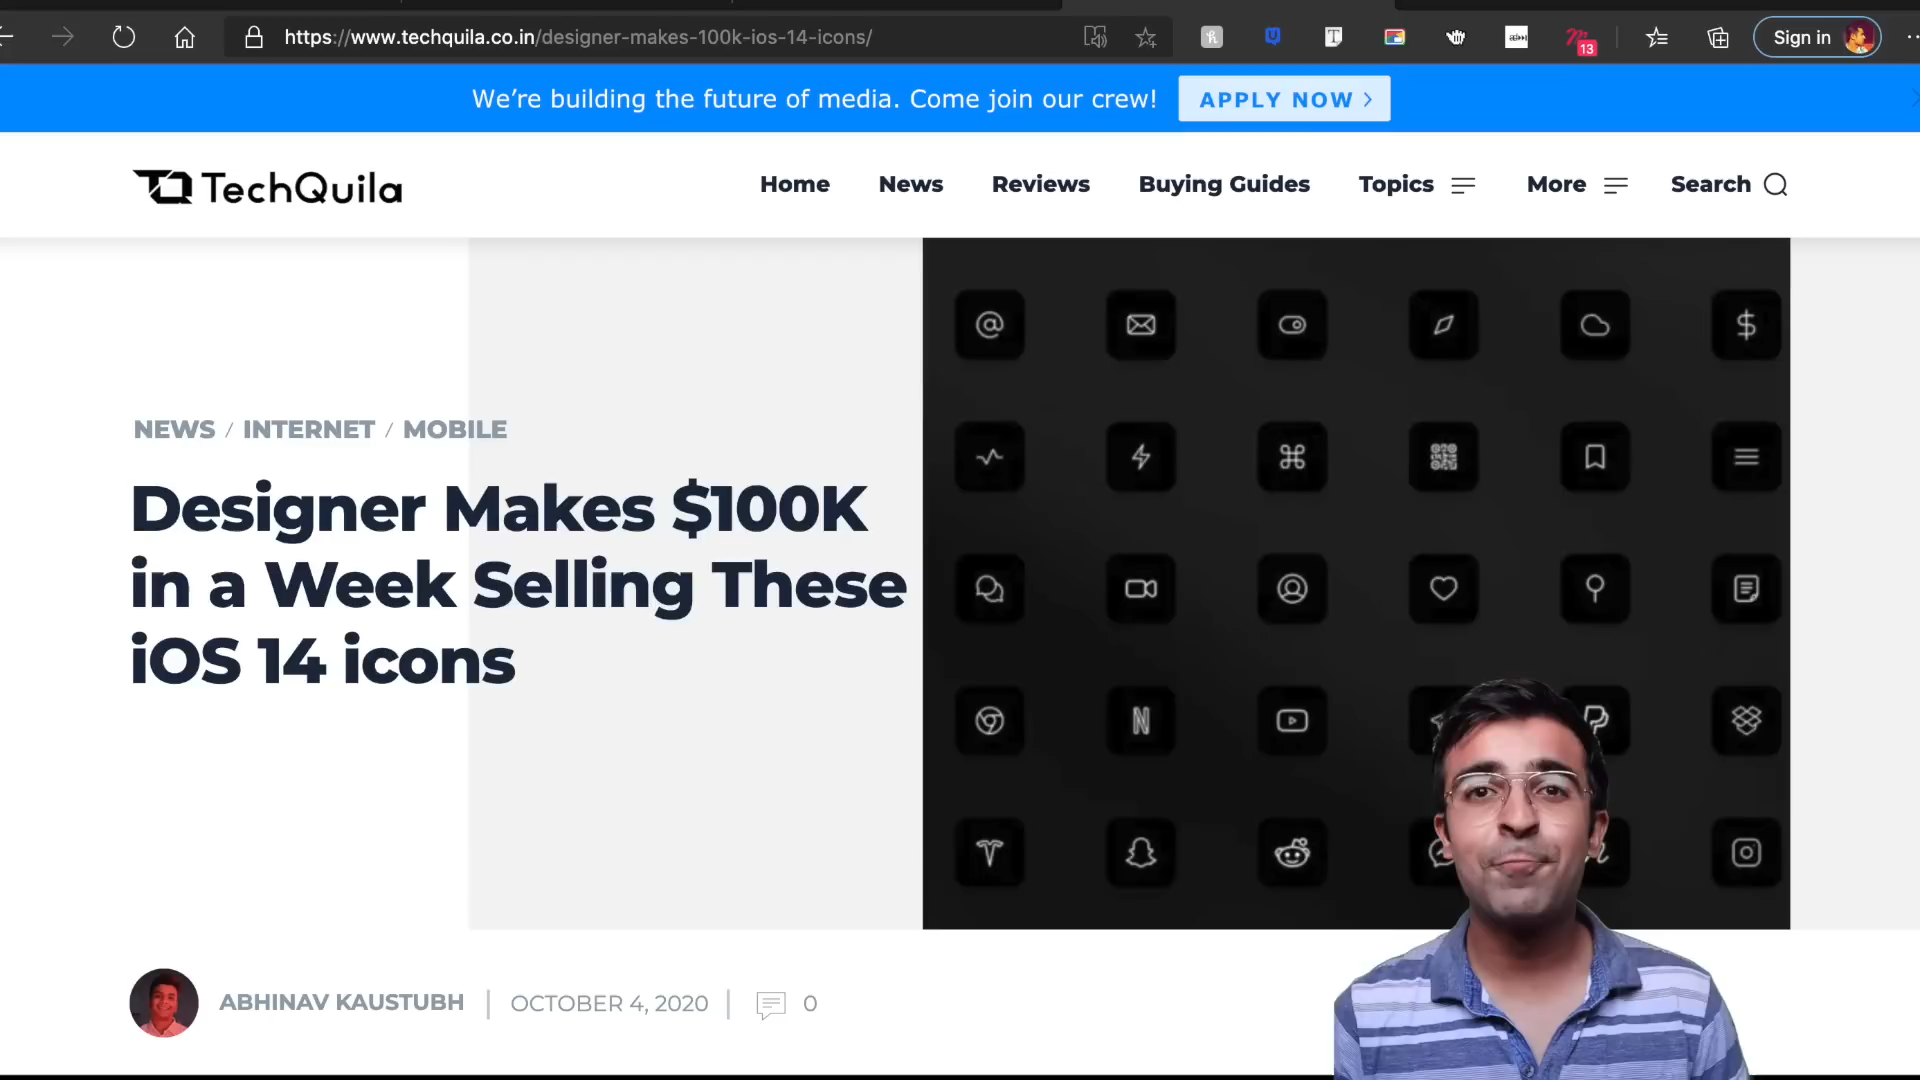 https://www.techquila.co.in/designer-makes-100k-ios-14-icons/
13
Sign in
We're building the future of media. Come join our crew!
APPLY NOW >
TechQuila
Home
News
Reviews
Buying Guides
Topics
More
Search
NEWS / INTERNET / MOBILE
Designer Makes $100K
in a Week Selling These
iOS 14 icons
ABHINAV KAUSTUBH
OCTOBER 4, 2020
0